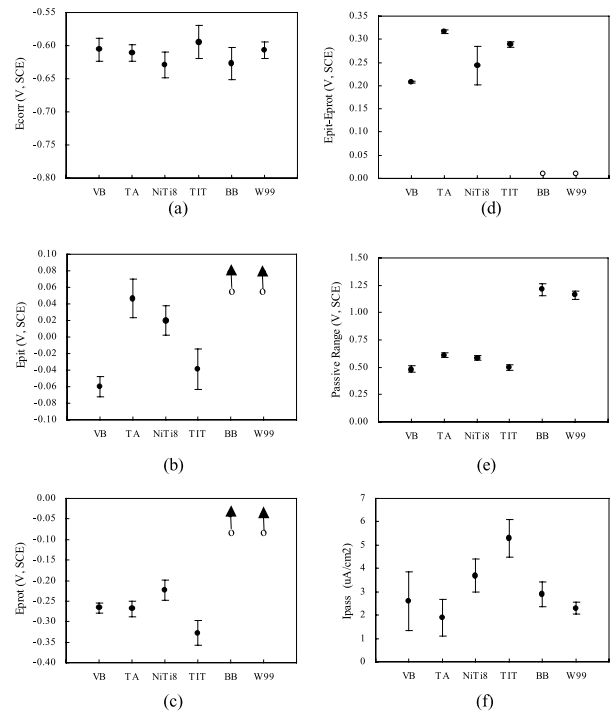 -0.50
-0.55
-0.60
-0.65
-0.70
-0.75
-0.80
Ecorr (V, SCE)
VB TA NiTi8 TIT BB W99
(a)
0.35
0.30
0.25
0.20
0.15
0.10
0.05
0.00
Epit-Eprot (V, SCE)
VB TA NiTi8 TIT BB W99
(d)
0.10
0.08
0.06
0.04
0.02
0.00
-0.02
-0.04
-0.06
-0.08
-0.10
Epit (V, SCE)
VB TA NiTi8 TIT BB W99
(b)
1.50
1.25
1.00
0.75
0.50
0.25
0.00
Passive Range (V, SCE)
VB TA NiTi8 TIT BB W99
(e)
0.00
-0.05
-0.10
-0.15
-0.20
-0.25
-0.30
-0.35
-0.40
Eprot (V, SCE)
VB TA NiTi8 TIT BB W99
(c)
7
6
5
4
3
2
1
0
Ipass (uA/cm2)
VB TA NiTi8 TIT BB W99
(f)